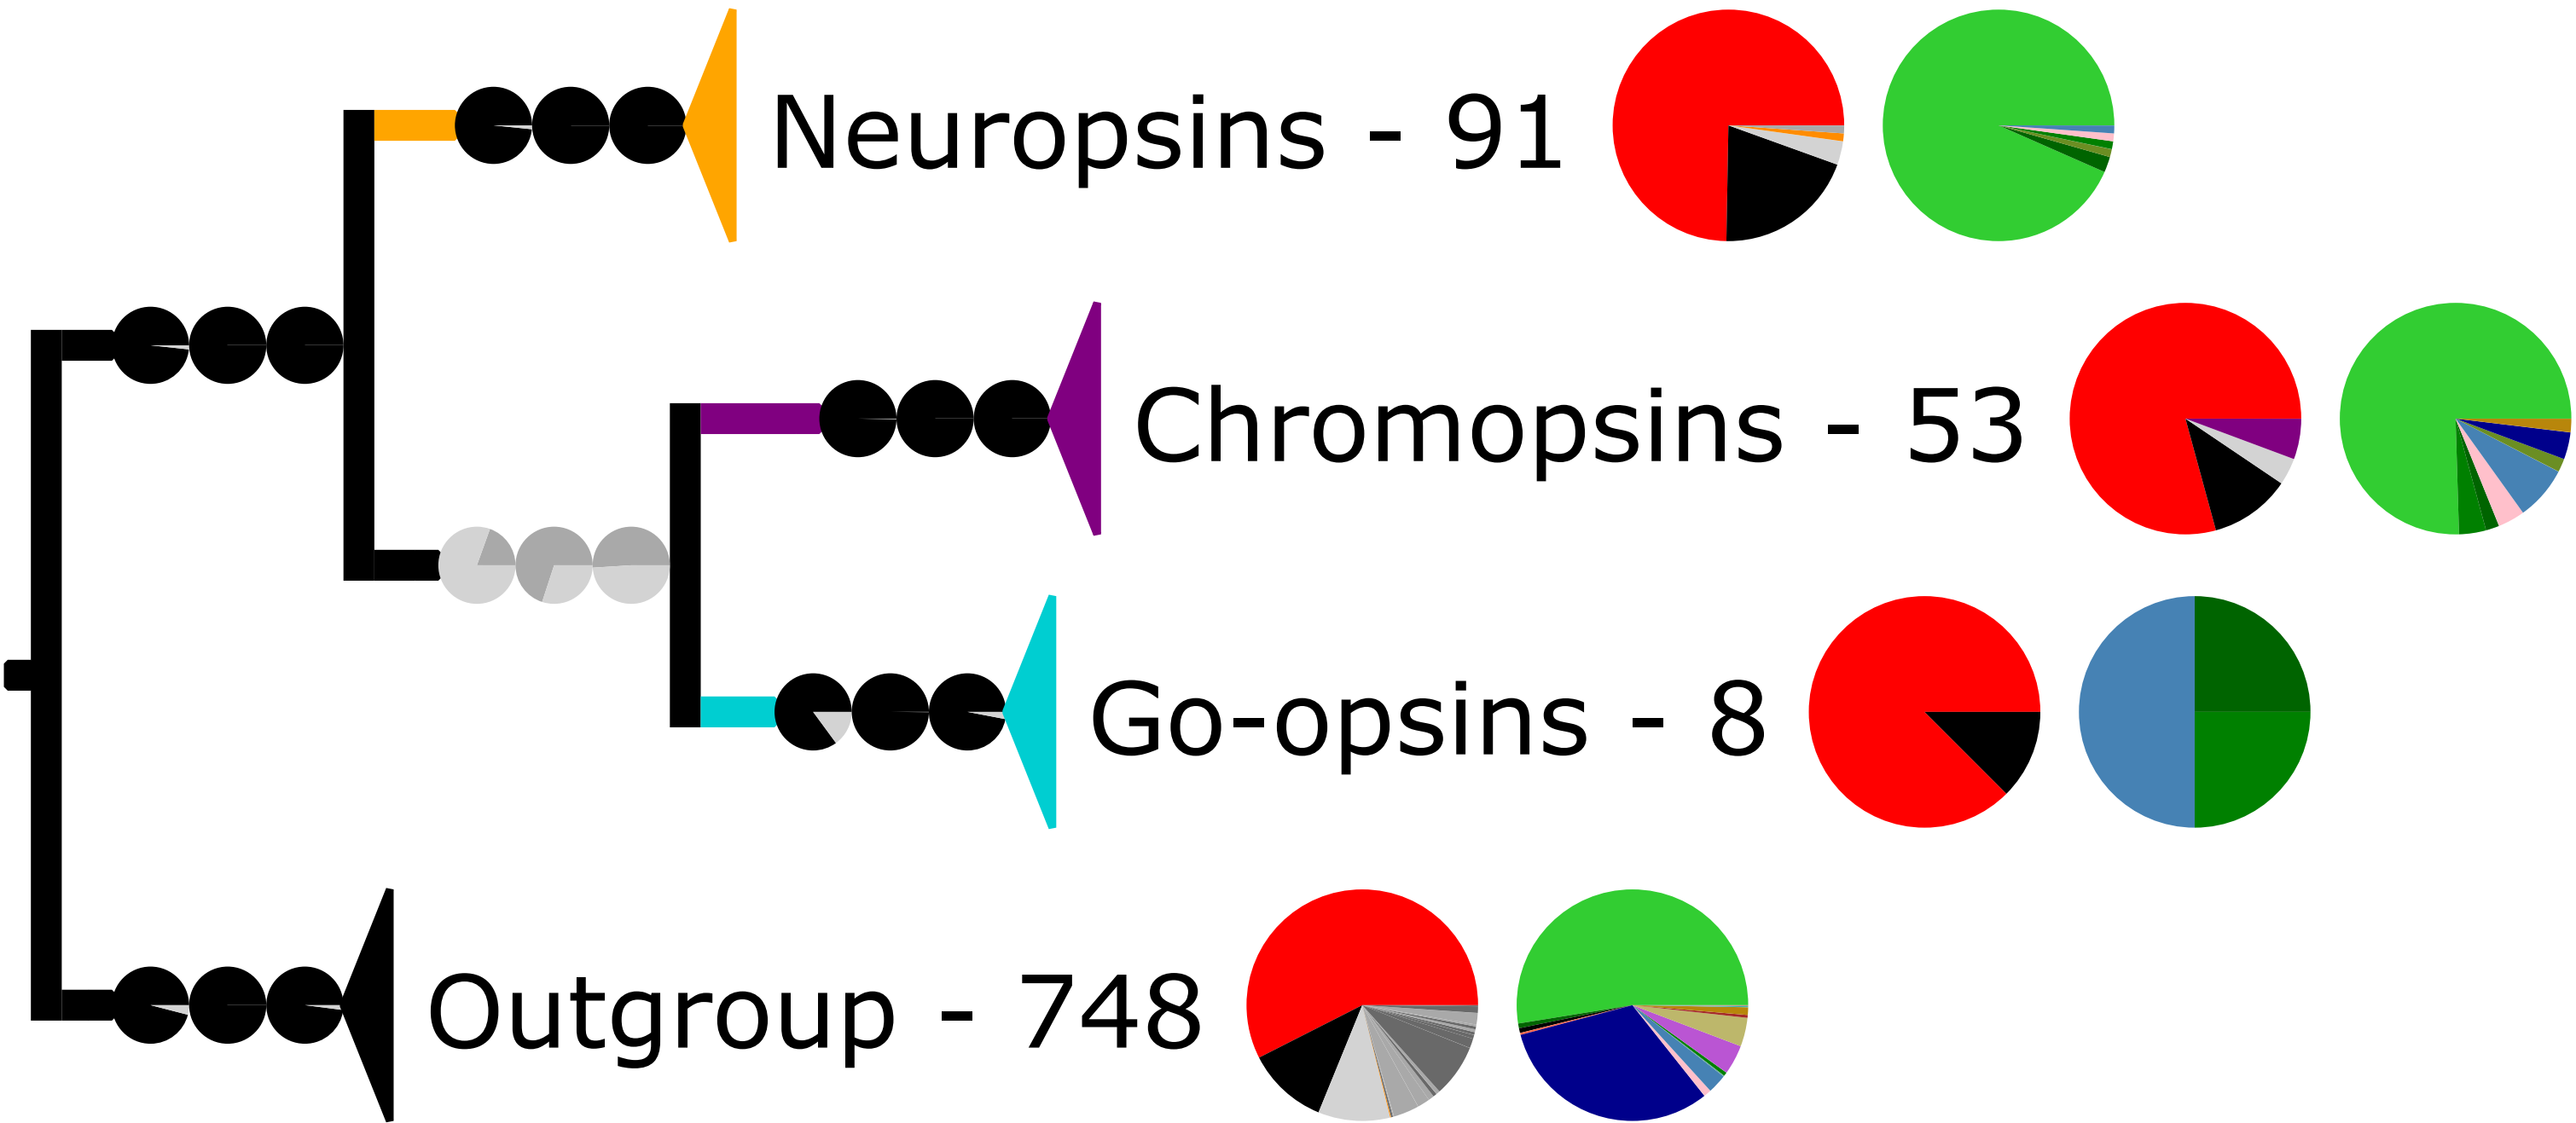 Neuropsins - 91
Chromopsins - 53
Go-opsins - 8
Outgroup - 748